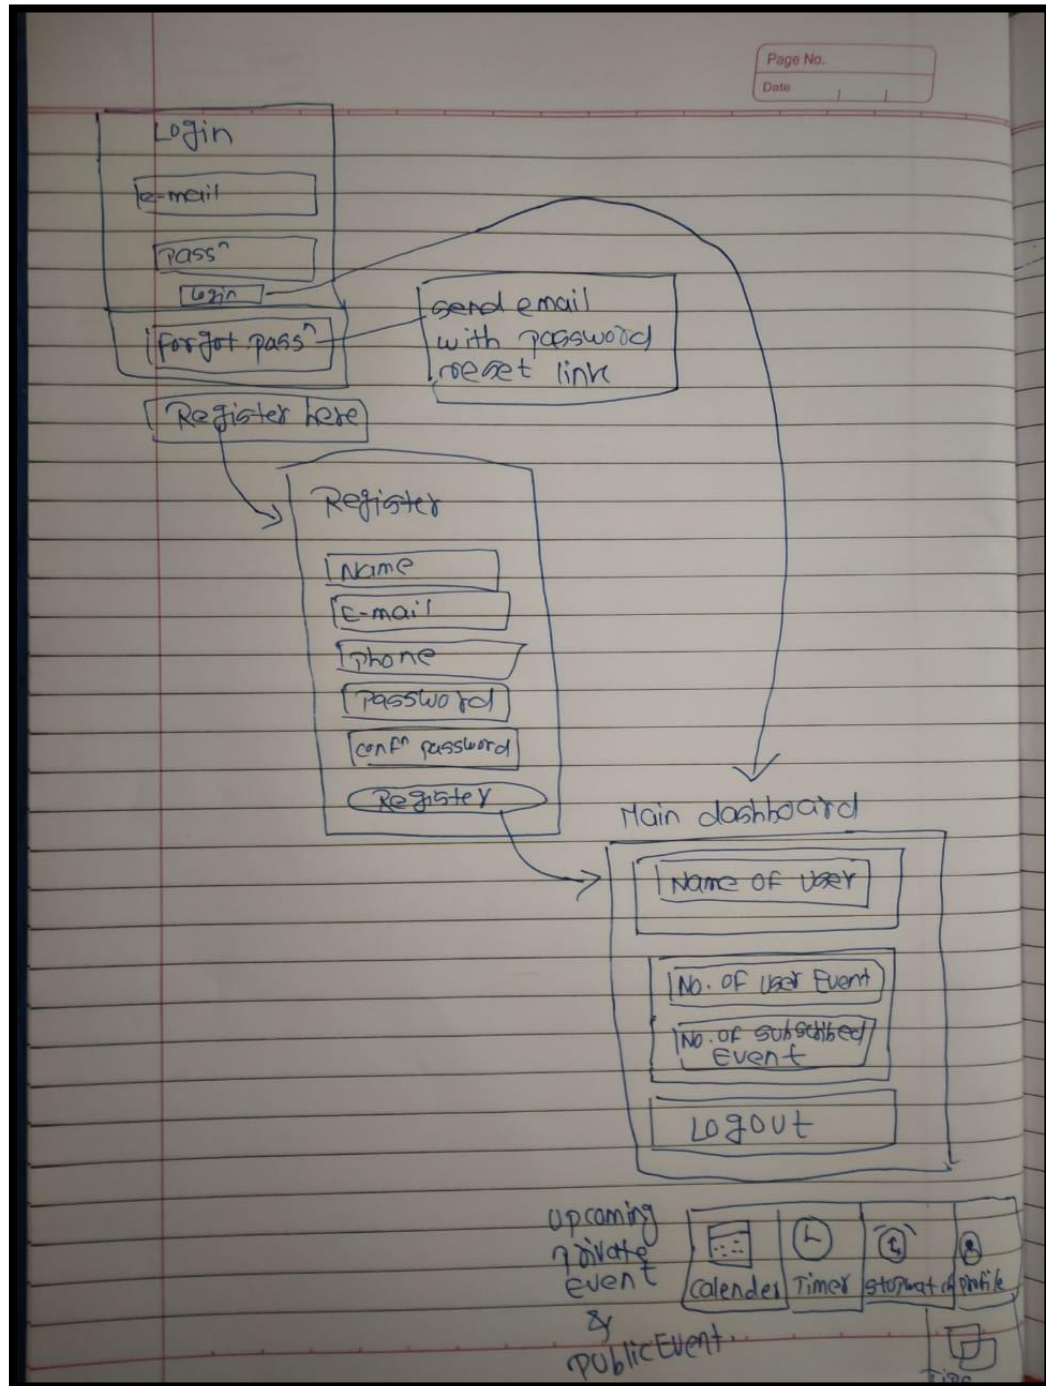 Page No.
Date
Login
e-mail
Pass^n
Login
forgot pass^n
send email
with password
reset link
Register here
Register
Name
E-mail
phone
Password
conf^n password
Register
Main dashboard
Name of User
No. of User Event
No. of subscribed
Event
Logout
Upcoming
private
event
&
public Event.
Calender
Timer
stopwatch
profile